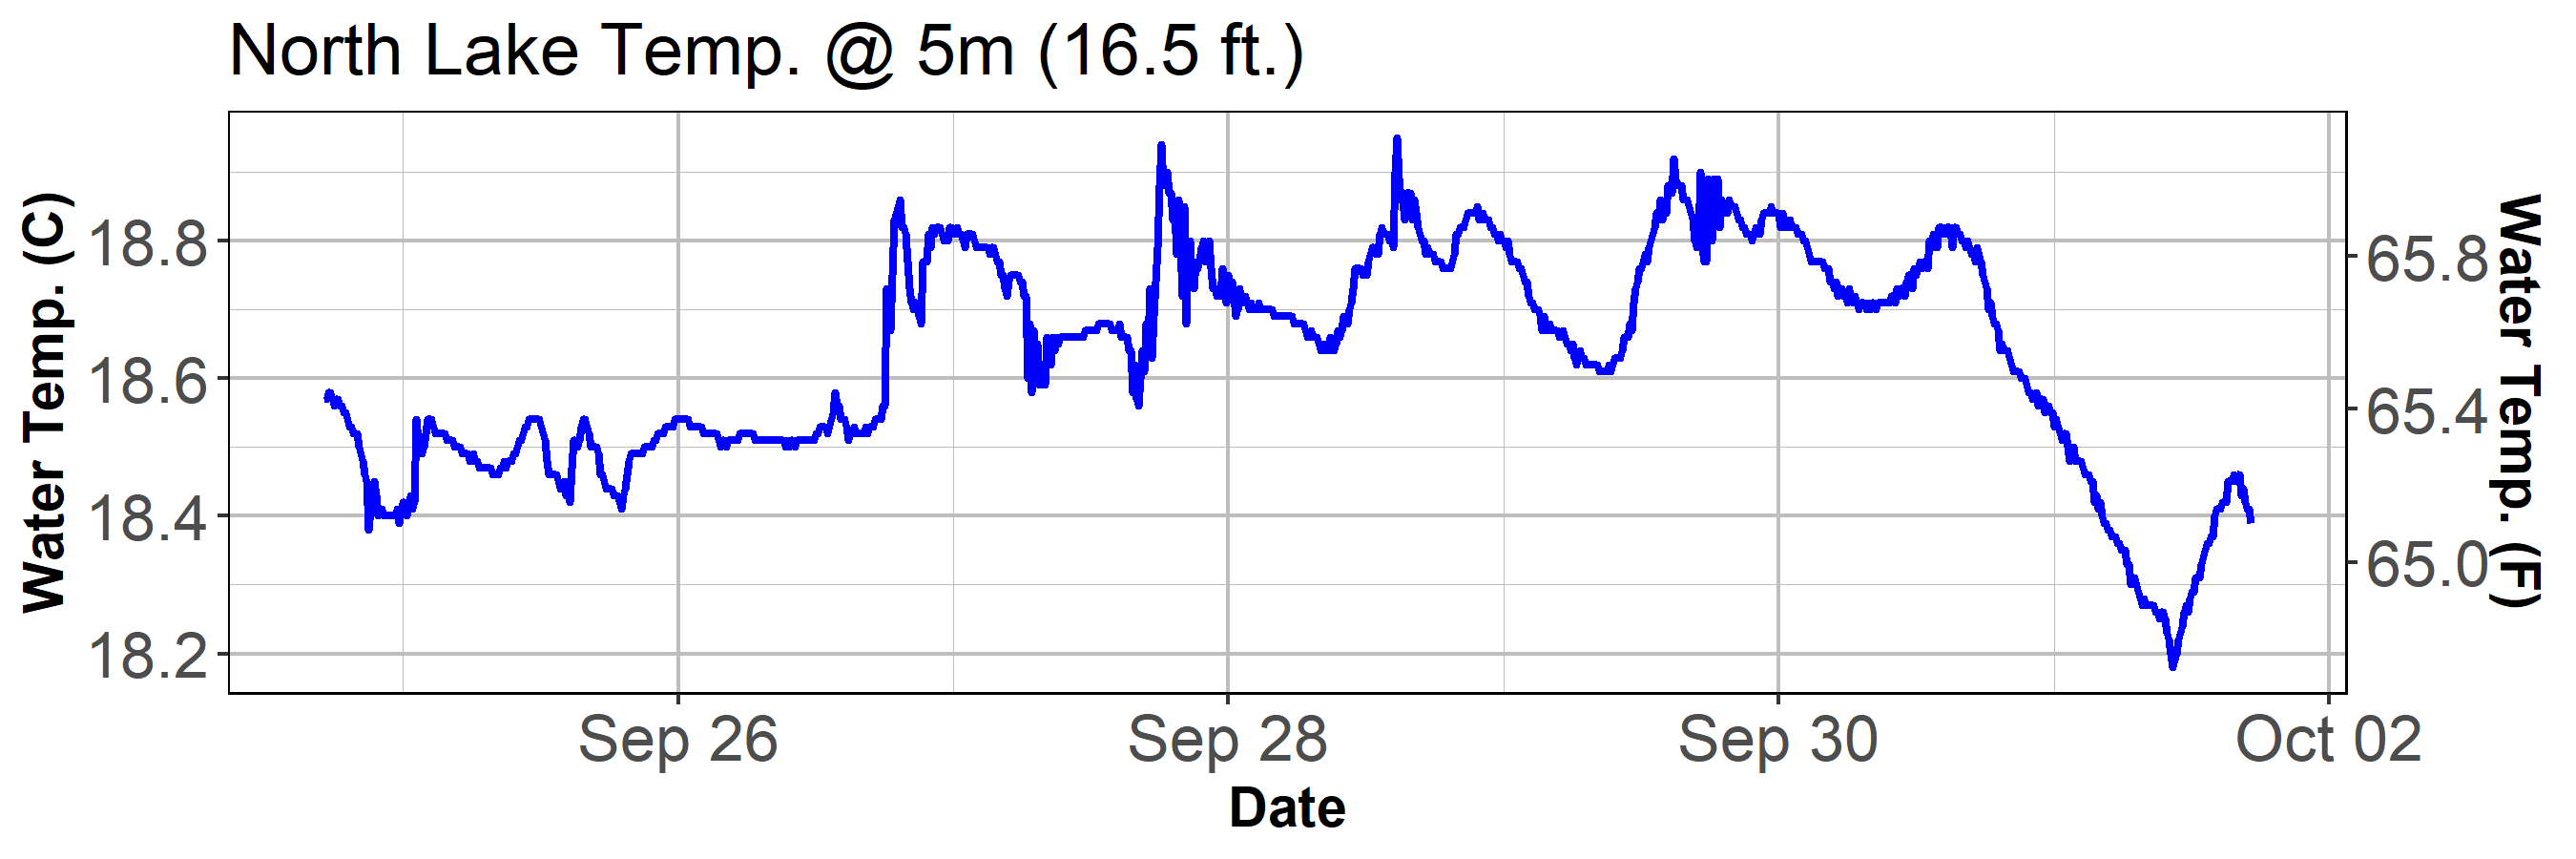 North Lake Temp. @ 5m (16.5 ft.)
Water Temp. (C)
18.8
18.6
18.4
18.2
65.8
65.4
65.0
Water Temp. (F)
Sep 26
Sep 28
Sep 30
Oct 02
Date